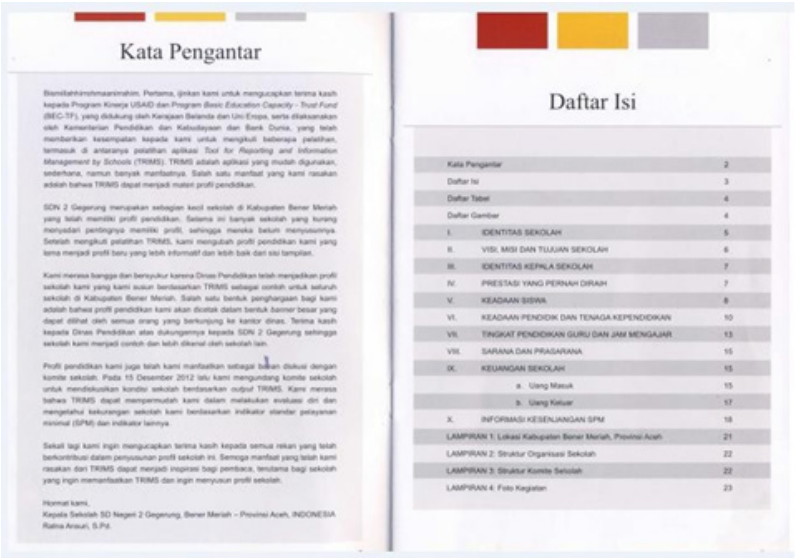 Kata Pengantar
Bismillahhirrohmaanirrahim. Pertama, ijinkan kami untuk mengucapkan terima kasih
kepada Program Kinerja USAID dan Program Basic Education Capacity - Trust Fund
(BEC-TF), yang didukung oleh Kerajaan Belanda dan Uni Eropa, serta dilaksanakan
oleh Kementerian Pendidikan dan Kebudayaan dan Bank Dunia, yang telah
memberikan kesempatan kepada kami untuk mengikuti beberapa pelatihan,
termasuk di antaranya pelatihan aplikasi Tool for Reporting and Information
Management by Schools (TRIMS). TRIMS adalah aplikasi yang mudah digunakan,
sederhana, namun banyak manfaatnya. Salah satu manfaat yang kami rasakan
adalah bahwa TRIMS dapat menjadi materi profil pendidikan.
SDN 2 Gegerung merupakan sebagian kecil sekolah di Kabupaten Bener Meriah
yang telah memiliki profil pendidikan. Selama ini banyak sekolah yang kurang
menyadari pentingnya memiliki profil, sehingga mereka belum menyusunnya.
Setelah mengikuti pelatihan TRIMS, kami mengubah profil pendidikan kami yang
lama menjadi profil baru yang lebih informatif dan lebih baik dari sisi tampilan.
Kami merasa bangga dan bersyukur karena Dinas Pendidikan telah menjadikan profil
sekolah kami yang kami susun berdasarkan TRIMS sebagai contoh untuk seluruh
sekolah di Kabupaten Bener Meriah. Salah satu bentuk penghargaan bagi kami
adalah bahwa profil pendidikan kami akan dicetak dalam bentuk banner besar yang
dapat dilihat oleh semua orang yang berkunjung ke kantor dinas. Terima kasih
kepada Dinas Pendidikan atas dukungannya kepada SDN 2 Gegerung sehingga
sekolah kami menjadi contoh dan lebih dikenal oleh sekolah lain.
Profil pendidikan kami juga telah kami manfaatkan sebagai bahan diskusi dengan
komite sekolah. Pada 15 Desember 2012 lalu kami mengundang komite sekolah
untuk mendiskusikan kondisi sekolah berdasarkan output TRIMS. Kami merasa
bahwa TRIMS dapat mempermudah kami dalam melakukan evaluasi diri dan
mengetahui kekurangan sekolah kami berdasarkan indikator standar pelayanan
minimal (SPM) dan indikator lainnya.
Sekali lagi kami ingin mengucapkan terima kasih kepada semua rekan yang telah
berkontribusi dalam penyusunan profil sekolah ini. Semoga manfaat yang telah kami
rasakan dari TRIMS dapat menjadi inspirasi bagi pembaca, terutama bagi sekolah
yang ingin memanfaatkan TRIMS dan ingin menyusun profil sekolah.
Hormat kami,
Kepala Sekolah SD Negeri 2 Gegerung, Bener Meriah – Provinsi Aceh, INDONESIA
Ratna Ansuri, S.Pd.
Daftar Isi
Kata Pengantar 2
Daftar Isi 3
Daftar Tabel 4
Daftar Gambar 4
I. IDENTITAS SEKOLAH 5
II. VISI, MISI DAN TUJUAN SEKOLAH 6
III. IDENTITAS KEPALA SEKOLAH 7
IV. PRESTASI YANG PERNAH DIRAIH 7
V. KEADAAN SISWA 8
VI. KEADAAN PENDIDIK DAN TENAGA KEPENDIDIKAN 10
VII. TINGKAT PENDIDIKAN GURU DAN JAM MENGAJAR 13
VIII. SARANA DAN PRASARANA 15
IX. KEUANGAN SEKOLAH 15
a. Uang Masuk 15
b. Uang Keluar 17
X. INFORMASI KESENJANGAN SPM 18
LAMPIRAN 1: Lokasi Kabupaten Bener Meriah, Provinsi Aceh 21
LAMPIRAN 2: Struktur Organisasi Sekolah 22
LAMPIRAN 3: Struktur Komite Sekolah 22
LAMPIRAN 4: Foto Kegiatan 23